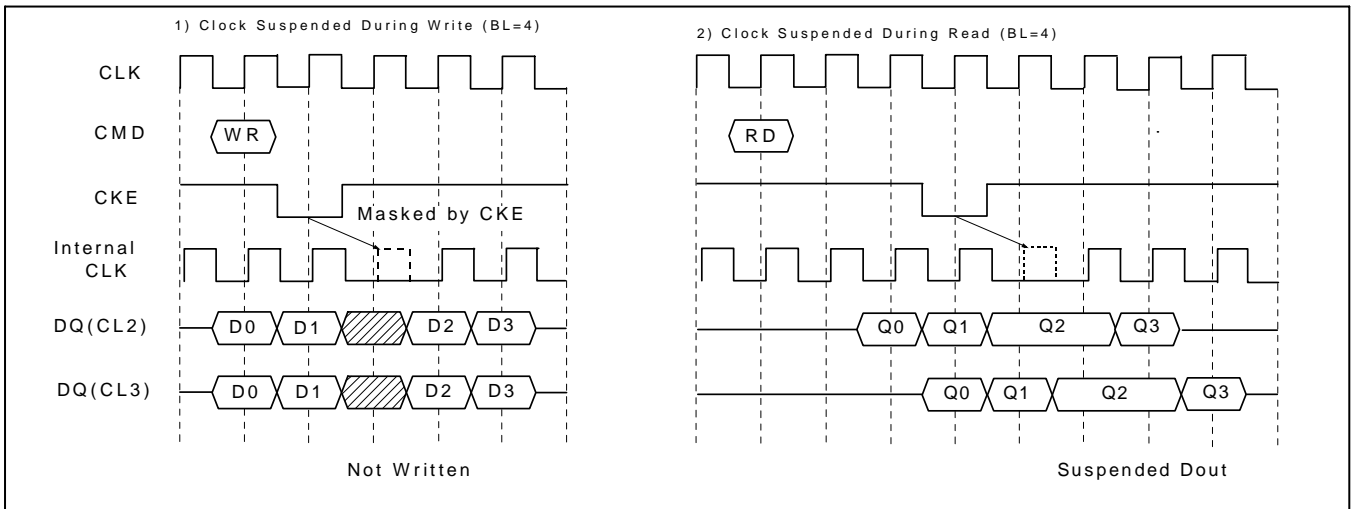 1) Clock Suspended During Write (BL=4)
CLK
CMD
WR
CKE
Masked by CKE
Internal
CLK
DQ(CL2)
D0 D1 D2 D3
DQ(CL3)
D0 D1 D2 D3
Not Written
2) Clock Suspended During Read (BL=4)
RD
Q0 Q1 Q2 Q3
Q0 Q1 Q2 Q3
Suspended Dout